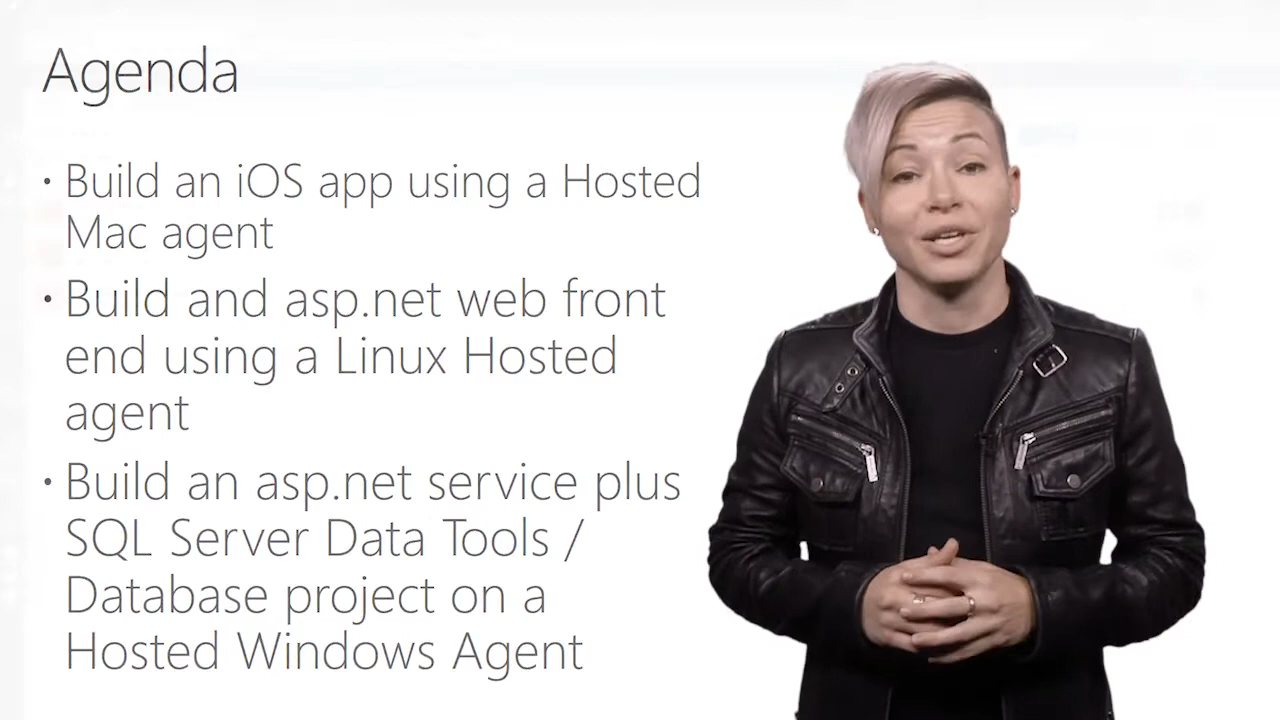 Agenda
• Build an iOS app using a Hosted
Mac agent
• Build and asp.net web front
end using a Linux Hosted
agent
• Build an asp.net service plus
SQL Server Data Tools /
Database project on a
Hosted Windows Agent